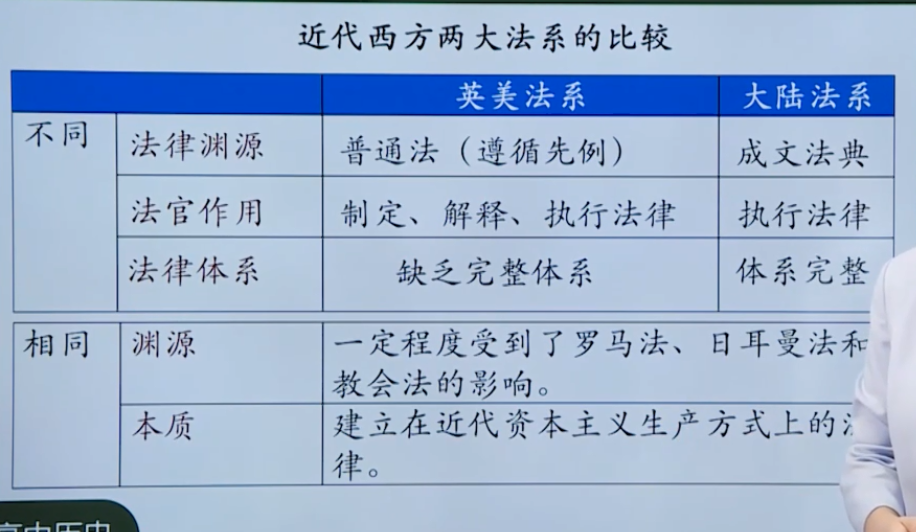 近代西方两大法系的比较
英美法系 大陆法系
不同 法律渊源 普通法（遵循先例） 成文法典
法官作用 制定、解释、执行法律 执行法律
法律体系 缺乏完整体系 体系完整
相同 渊源 一定程度受到了罗马法、日耳曼法和
教会法的影响。
本质 建立在近代资本主义生产方式上的
律。
高中历史